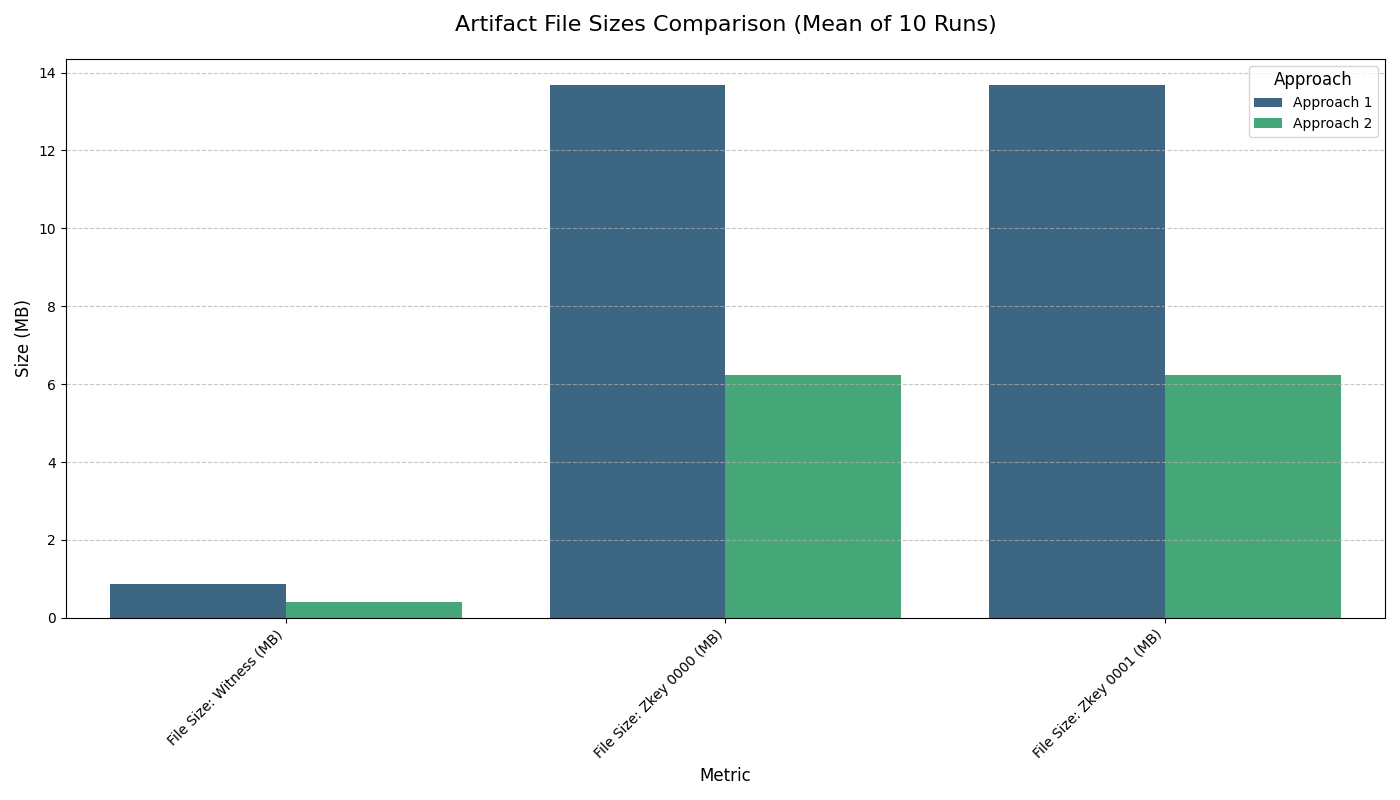 Artifact File Sizes Comparison (Mean of 10 Runs)
Size (MB)
14
12
10
8
6
4
2
0
Approach
Approach 1
Approach 2
File Size: Witness (MB)
File Size: Zkey 0000 (MB)
File Size: Zkey 0001 (MB)
Metric